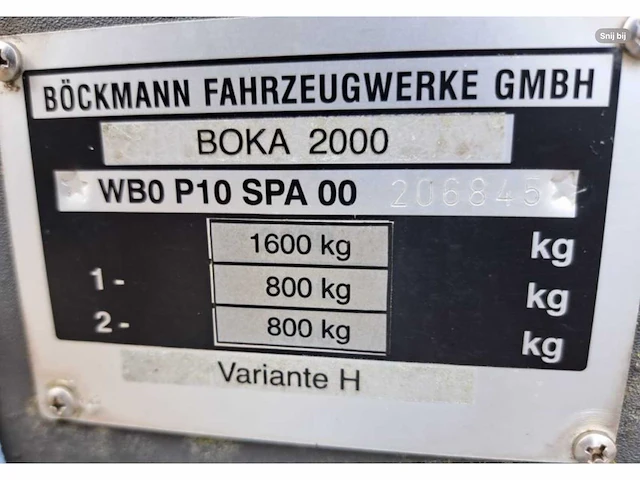 Snij bij
BÖCKMANN FAHRZEUGWERKE GMBH
BOKA 2000
WB0 P10 SPA 00 206845
1600 kg kg
1- 800 kg kg
2- 800 kg kg
Variante H